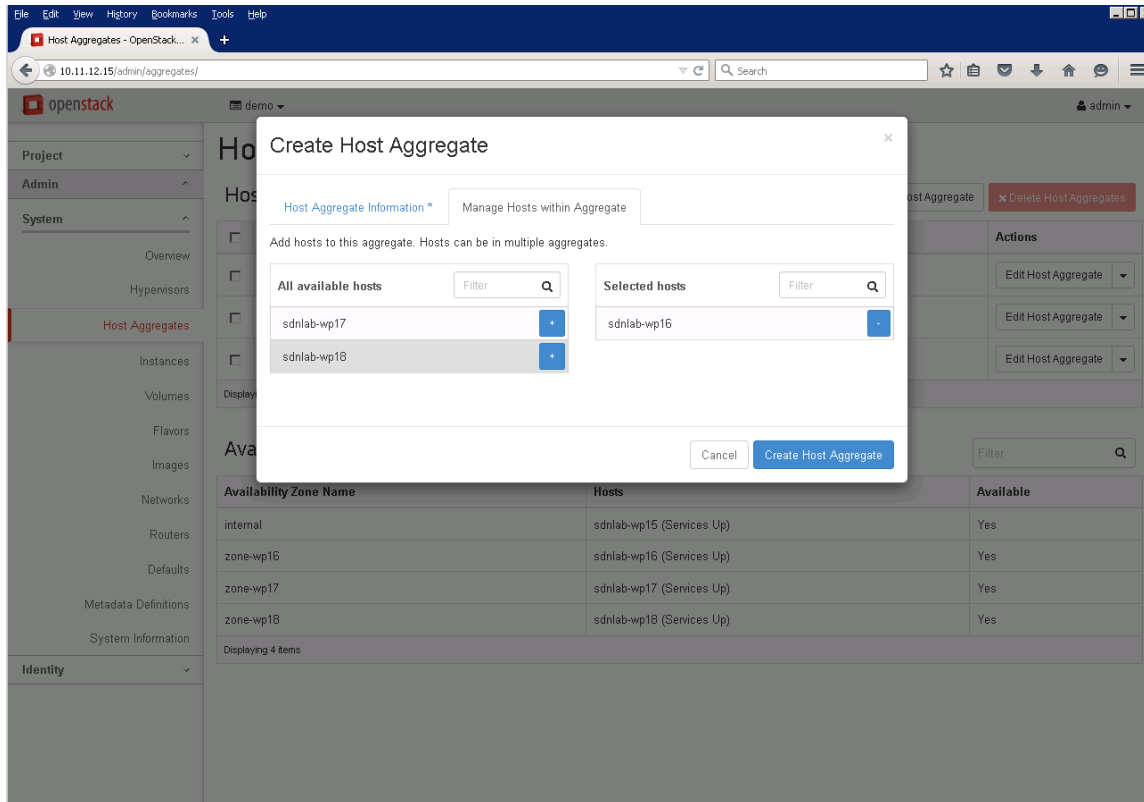 File Edit View History Bookmarks Tools Help
Host Aggregates - OpenStack... × +
10.11.12.15/admin/aggregates/ Search
openstack demo admin
Project
Admin
System
Overview
Hypervisors
Host Aggregates
Instances
Volumes
Flavors
Images
Networks
Routers
Defaults
Metadata Definitions
System Information
Identity
Create Host Aggregate ×
Host Aggregate Information * Manage Hosts within Aggregate
Add hosts to this aggregate. Hosts can be in multiple aggregates.
All available hosts Filter
sdnlab-wp17 +
sdnlab-wp18 +
Selected hosts Filter
sdnlab-wp16 -
Cancel Create Host Aggregate
Host Aggregate × Delete Host Aggregates
Actions
Edit Host Aggregate
Edit Host Aggregate
Edit Host Aggregate
Filter
Availability Zone Name Hosts Available
internal sdnlab-wp15 (Services Up) Yes
zone-wp16 sdnlab-wp16 (Services Up) Yes
zone-wp17 sdnlab-wp17 (Services Up) Yes
zone-wp18 sdnlab-wp18 (Services Up) Yes
Displaying 4 items